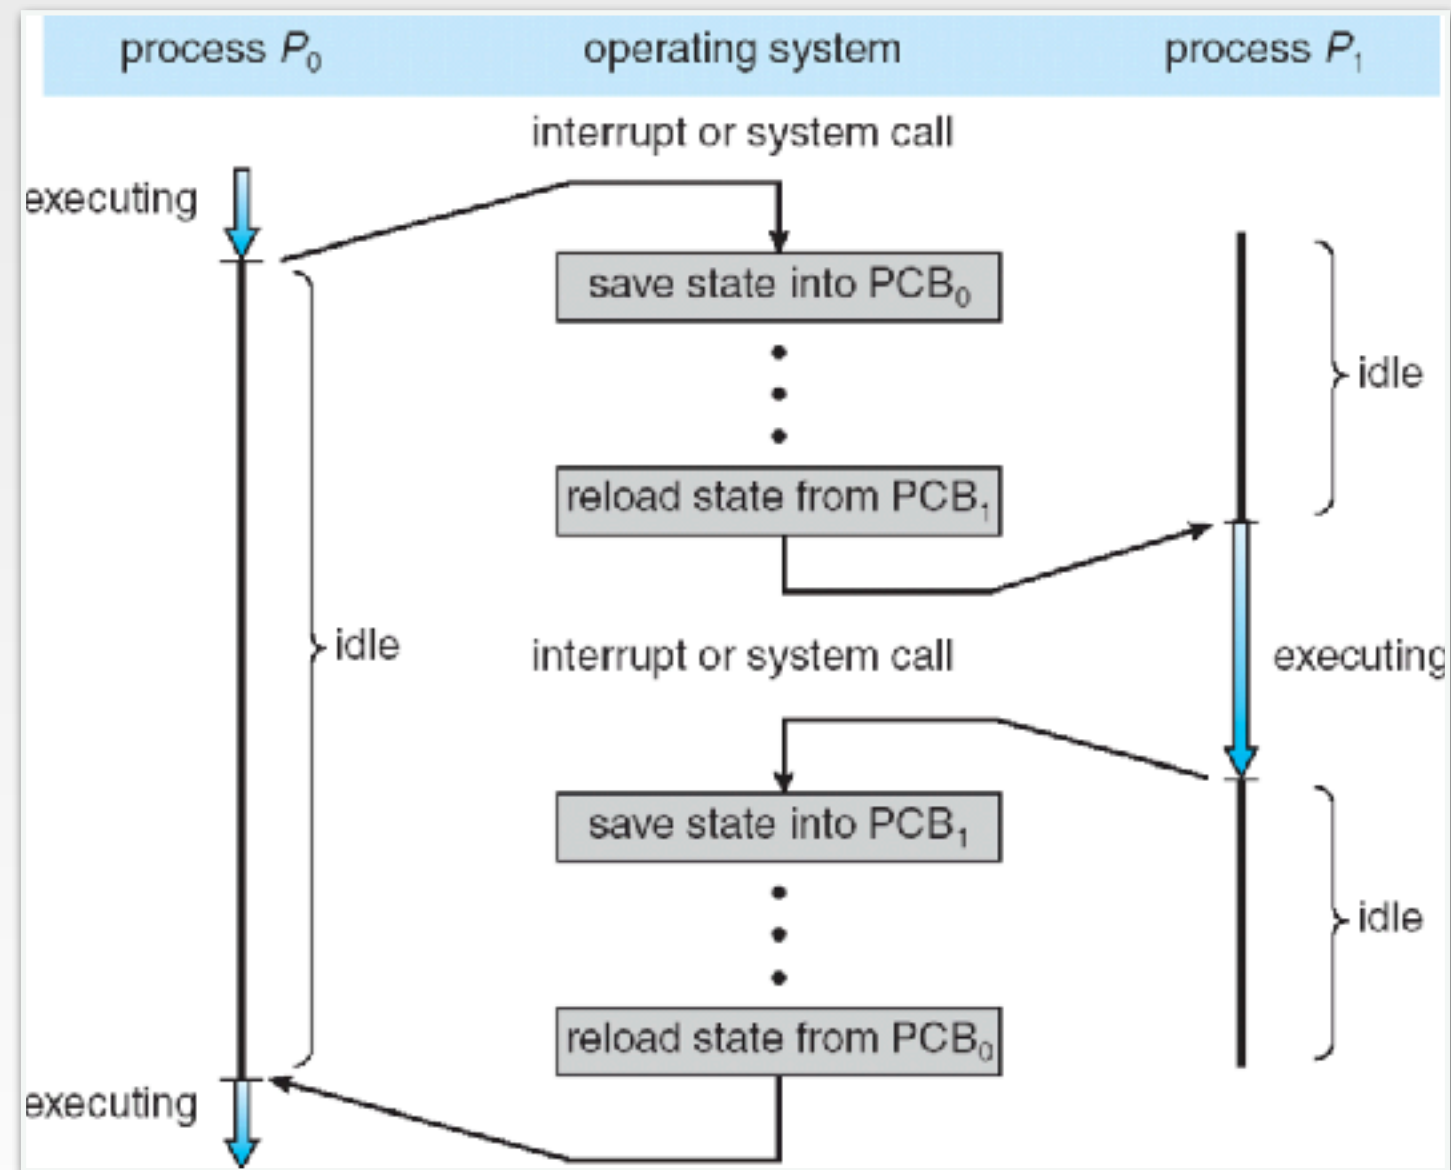 process P₀ operating system process P₁
interrupt or system call
executing
save state into PCB₀
idle
reload state from PCB₁
idle
interrupt or system call
executing
save state into PCB₁
idle
reload state from PCB₀
executing